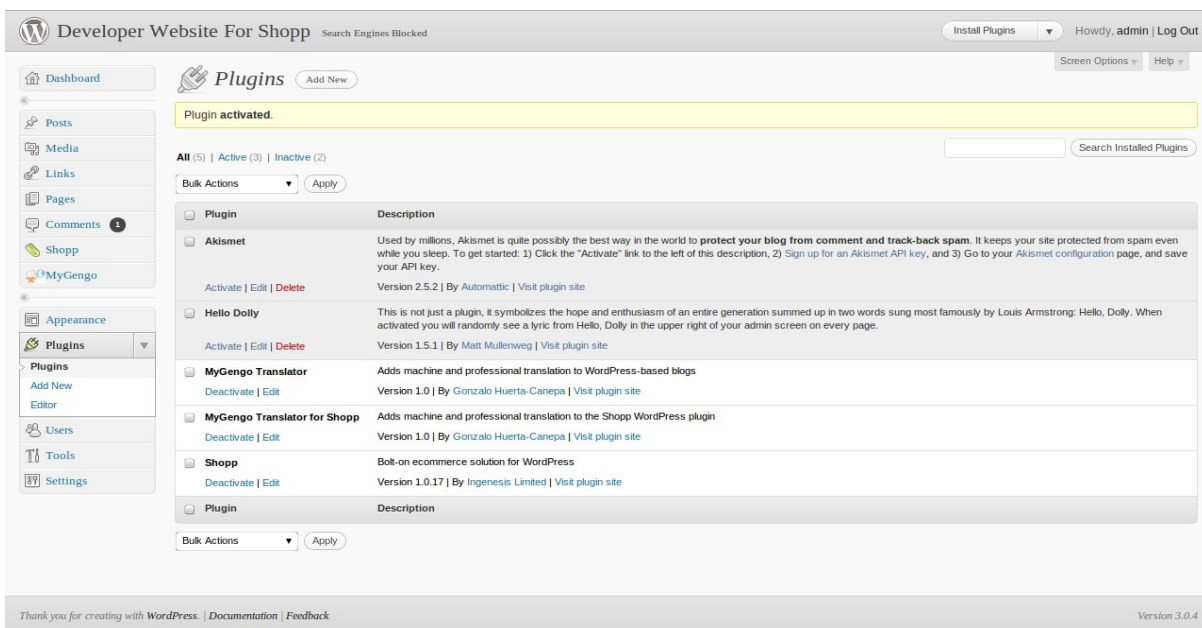 Developer Website For Shopp Search Engines Blocked
Install Plugins
Howdy, admin | Log Out
Screen Options
Help
Dashboard
Posts
Media
Links
Pages
Comments 1
Shopp
MyGengo
Appearance
Plugins
Plugins
Add New
Editor
Users
Tools
Settings
Plugins Add New
Plugin activated.
All (5) | Active (3) | Inactive (2)
Search Installed Plugins
Bulk Actions Apply
Plugin Description
Akismet
Used by millions, Akismet is quite possibly the best way in the world to protect your blog from comment and track-back spam. It keeps your site protected from spam even
while you sleep. To get started: 1) Click the "Activate" link to the left of this description, 2) Sign up for an Akismet API key, and 3) Go to your Akismet configuration page, and save
your API key.
Activate | Edit | Delete
Version 2.5.2 | By Automattic | Visit plugin site
Hello Dolly
This is not just a plugin, it symbolizes the hope and enthusiasm of an entire generation summed up in two words sung most famously by Louis Armstrong: Hello, Dolly. When
activated you will randomly see a lyric from Hello, Dolly in the upper right of your admin screen on every page.
Activate | Edit | Delete
Version 1.5.1 | By Matt Mullenweg | Visit plugin site
MyGengo Translator
Adds machine and professional translation to WordPress-based blogs
Deactivate | Edit
Version 1.0 | By Gonzalo Huerta-Canepa | Visit plugin site
MyGengo Translator for Shopp
Adds machine and professional translation to the Shopp WordPress plugin
Deactivate | Edit
Version 1.0 | By Gonzalo Huerta-Canepa | Visit plugin site
Shopp
Bolt-on ecommerce solution for WordPress
Deactivate | Edit
Version 1.0.17 | By Ingenesis Limited | Visit plugin site
Plugin Description
Bulk Actions Apply
Thank you for creating with WordPress. | Documentation | Feedback
Version 3.0.4